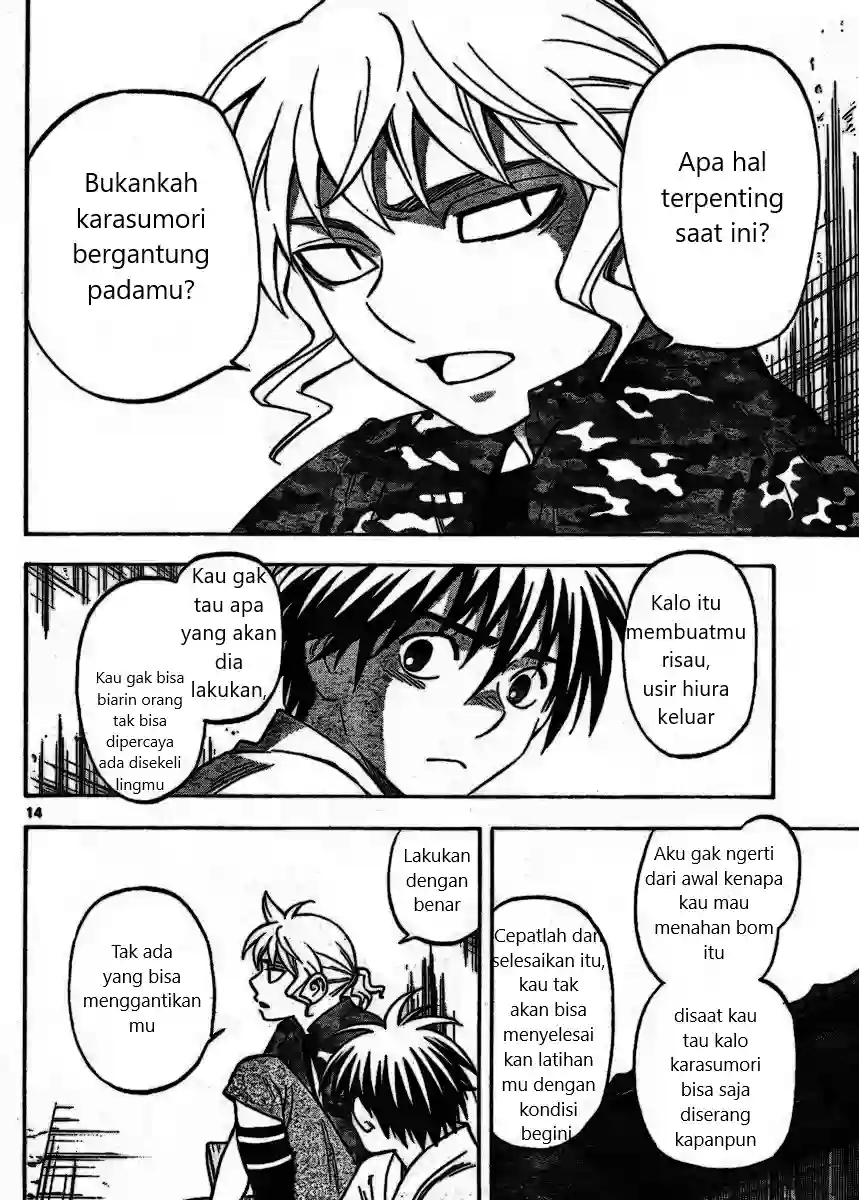 Apa hal
terpenting
saat ini?
Bukankah
karasumori
bergantung
padamu?
Kalo itu
membuatmu
risau,
usir hiura
keluar
Kau gak
tau apa
yang akan
dia
lakukan,
Kau gak bisa
biarin orang
tak bisa
dipercaya
ada disekeli
lingmu
14
Aku gak ngerti
dari awal kenapa
kau mau
menahan bom
itu
disaat kau
tau kalo
karasumori
bisa saja
diserang
kapanpun
Cepatlah dan
selesaikan itu,
kau tak
akan bisa
menyelesai
kan latihan
mu dengan
kondisi
begini
Lakukan
dengan
benar
Tak ada
yang bisa
menggantikan
mu